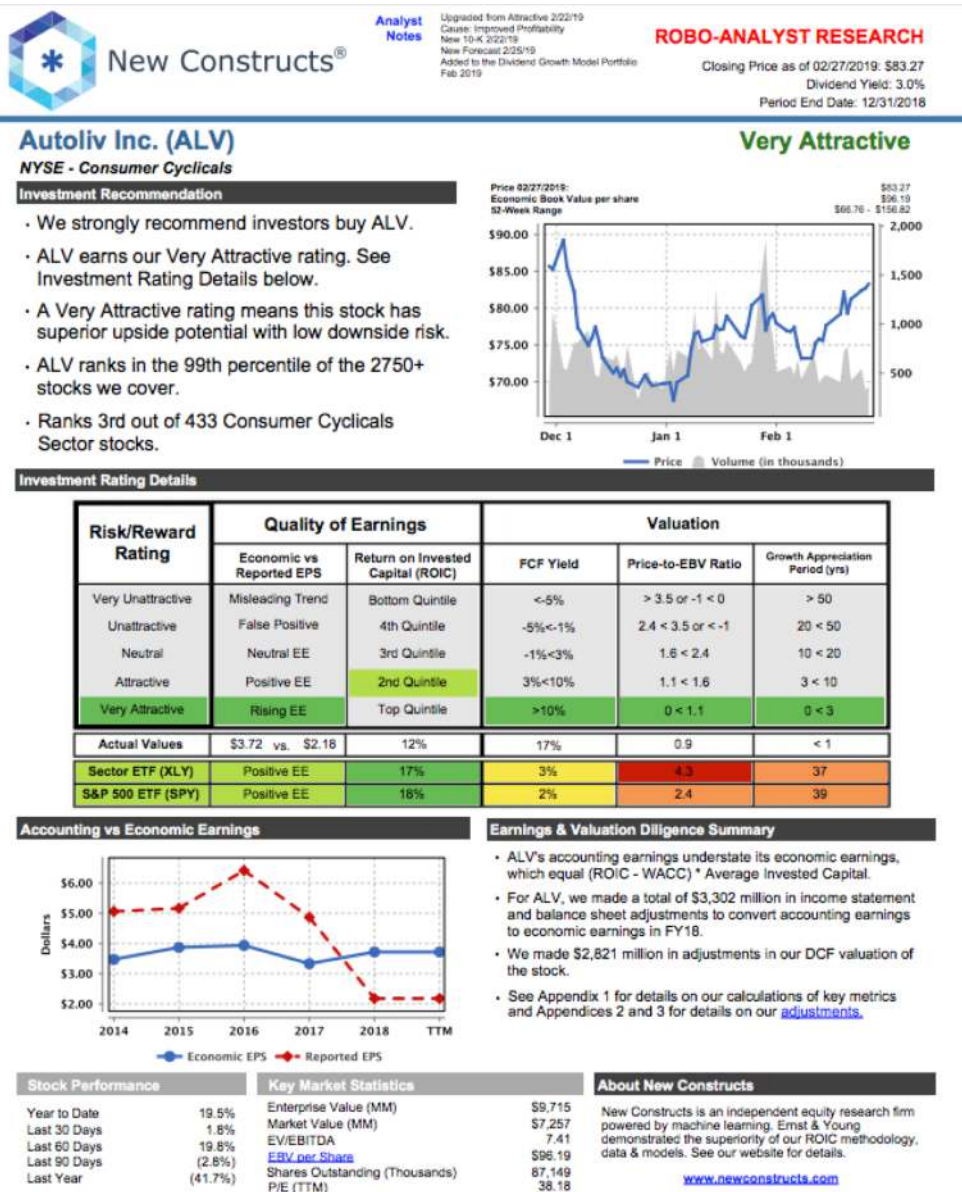 New Constructs®
Analyst
Notes
Upgraded from Attractive 2/22/19
Cause: Improved Profitability
New 10-K 2/22/19
New Forecast 2/25/19
Added to the Dividend Growth Model Portfolio
Feb 2019
ROBO-ANALYST RESEARCH
Closing Price as of 02/27/2019: $83.27
Dividend Yield: 3.0%
Period End Date: 12/31/2018
Autoliv Inc. (ALV)
Very Attractive
NYSE - Consumer Cyclicals
Investment Recommendation
· We strongly recommend investors buy ALV.
· ALV earns our Very Attractive rating. See
Investment Rating Details below.
· A Very Attractive rating means this stock has
superior upside potential with low downside risk.
· ALV ranks in the 99th percentile of the 2750+
stocks we cover.
· Ranks 3rd out of 433 Consumer Cyclicals
Sector stocks.
Price 02/27/2019: $83.27
Economic Book Value per share $96.19
52-Week Range $66.76 - $156.82
$90.00
$85.00
$80.00
$75.00
$70.00
2,000
1,500
1,000
500
Dec 1 Jan 1 Feb 1
Price Volume (in thousands)
Investment Rating Details
Risk/Reward
Rating
Quality of Earnings
Valuation
Economic vs
Reported EPS
Return on Invested
Capital (ROIC)
FCF Yield
Price-to-EBV Ratio
Growth Appreciation
Period (yrs)
Very Unattractive Misleading Trend Bottom Quintile <-5% > 3.5 or -1 < 0 > 50
Unattractive False Positive 4th Quintile -5%<-1% 2.4 < 3.5 or < -1 20 < 50
Neutral Neutral EE 3rd Quintile -1%<3% 1.6 < 2.4 10 < 20
Attractive Positive EE 2nd Quintile 3%<10% 1.1 < 1.6 3 < 10
Very Attractive Rising EE Top Quintile >10% 0 < 1.1 0 < 3
Actual Values $3.72 vs. $2.18 12% 17% 0.9 < 1
Sector ETF (XLY) Positive EE 17% 3% 4.3 37
S&P 500 ETF (SPY) Positive EE 18% 2% 2.4 39
Accounting vs Economic Earnings
Dollars
$6.00
$5.00
$4.00
$3.00
$2.00
2014 2015 2016 2017 2018 TTM
Economic EPS Reported EPS
Earnings & Valuation Diligence Summary
· ALV's accounting earnings understate its economic earnings,
which equal (ROIC - WACC) * Average Invested Capital.
· For ALV, we made a total of $3,302 million in income statement
and balance sheet adjustments to convert accounting earnings
to economic earnings in FY18.
· We made $2,821 million in adjustments in our DCF valuation of
the stock.
· See Appendix 1 for details on our calculations of key metrics
and Appendices 2 and 3 for details on our adjustments.
Stock Performance
Year to Date 19.5%
Last 30 Days 1.8%
Last 60 Days 19.8%
Last 90 Days (2.8%)
Last Year (41.7%)
Key Market Statistics
Enterprise Value (MM) $9,715
Market Value (MM) $7,257
EV/EBITDA 7.41
EBV per Share $96.19
Shares Outstanding (Thousands) 87,149
P/E (TTM) 38.18
About New Constructs
New Constructs is an independent equity research firm
powered by machine learning. Ernst & Young
demonstrated the superiority of our ROIC methodology,
data & models. See our website for details.
www.newconstructs.com